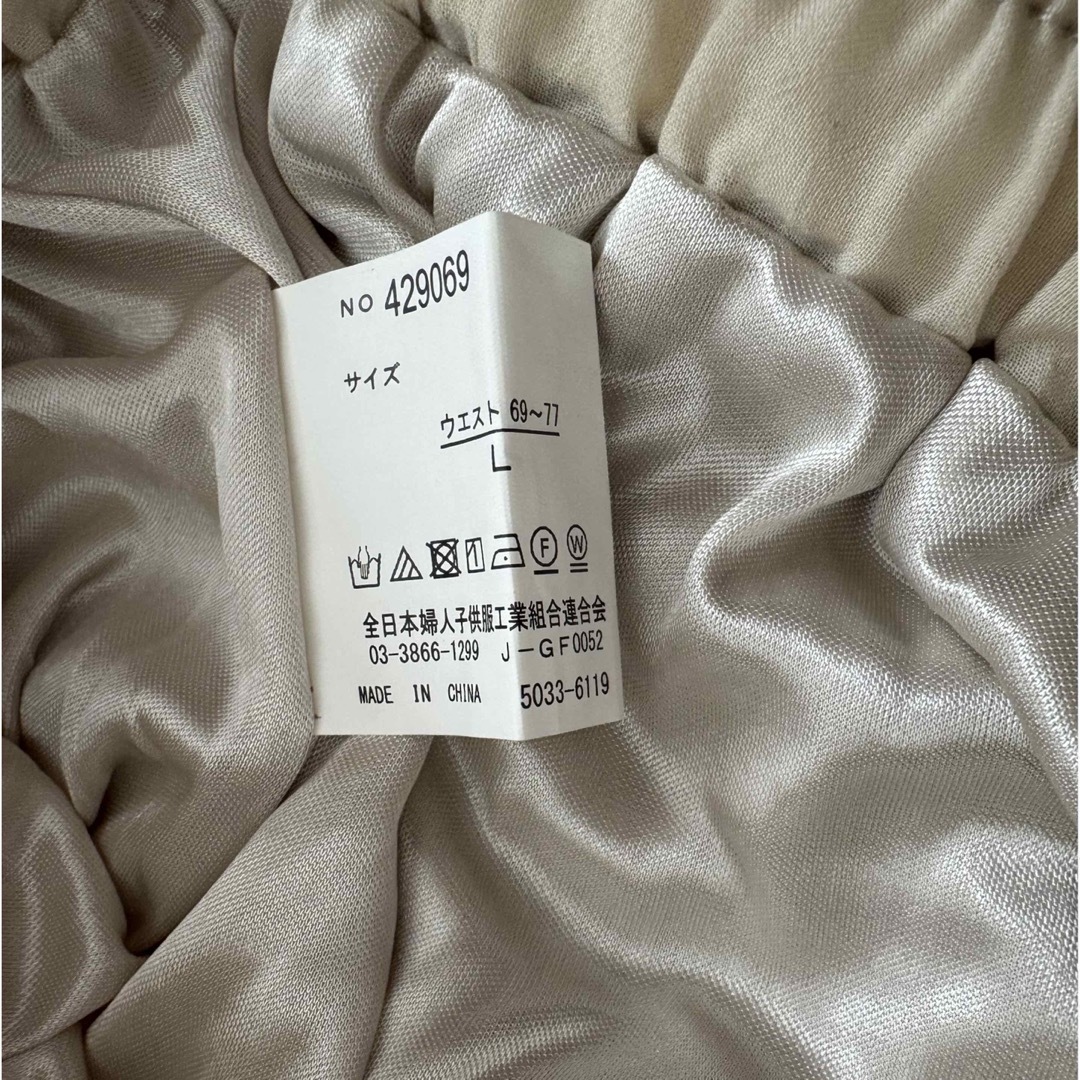 NO 429069
サイズ
ウエスト 69～77
L
F W
全日本婦人子供服工業組合連合会
03-3866-1299 J－GF0052
MADE IN CHINA 5033-6119